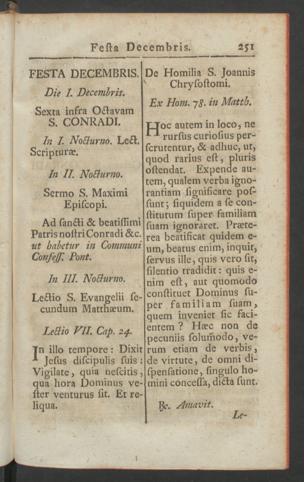 Festa Decembris. 251
FESTA DECEMBRIS.
Die I. Decembris.
Sexta infra Octavam
S. CONRADI.
In I. Nocturno. Lect.
Scripturæ.
In II. Nocturno.
Sermo S. Maximi
Episcopi.
Ad sancti & beatissimi
Patris nostri Conradi &c.
ut habetur in Communi
Confess. Pont.
In III. Nocturno.
Lectio S. Evangelii se-
cundum Matthæum.
Lectio VII. Cap. 24.
In illo tempore: Dixit
Jesus discipulis suis:
Vigilate, quia nescitis,
qua hora Dominus ve-
ster venturus sit. Et re-
liqua.
De Homilia S. Joannis
Chrysostomi.
Ex Hom. 78. in Matth.
Hoc autem in loco, ne
rursus curiosius per-
scrutentur, & adhuc, ut,
quod rarius est, pluris
ostendat. Expende au-
tem, qualem verba igno-
rantiam significare pos-
sunt; siquidem a se con-
stitutum super familiam
suam ignoraret. Præte-
rea beatificat quidem e-
um, beatus enim, inquit,
servus ille, quis vero sit,
silentio tradidit: quis e-
nim est, aut quomodo
constituet Dominus su-
per familiam suam,
quem inveniet sic faci-
entem? Hæc non de
pecuniis solum modo, ve-
rum etiam de verbis,
de virtute, de omni di-
spensatione, singulo ho-
mini concessa, dicta sunt.
℟. Amavit.
Le-